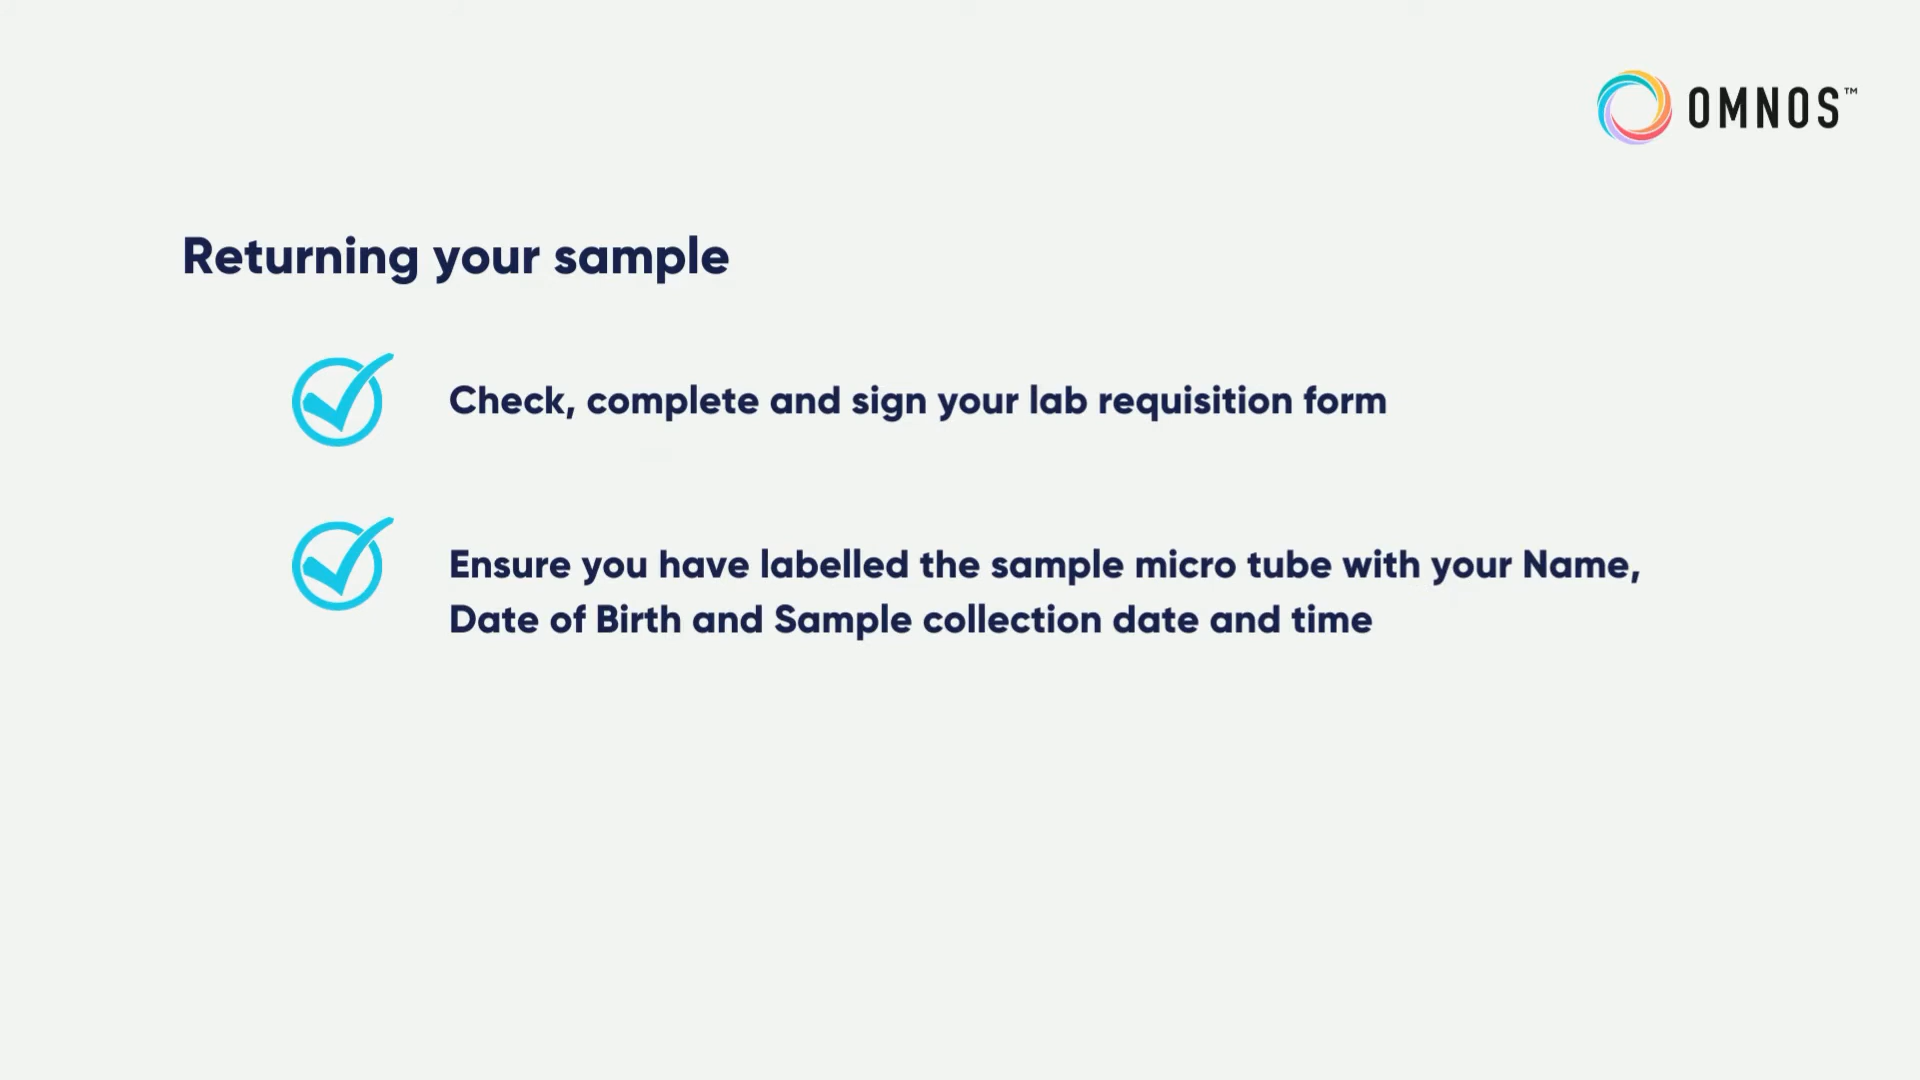 OMNOS™
Returning your sample
Check, complete and sign your lab requisition form
Ensure you have labelled the sample micro tube with your Name,
Date of Birth and Sample collection date and time